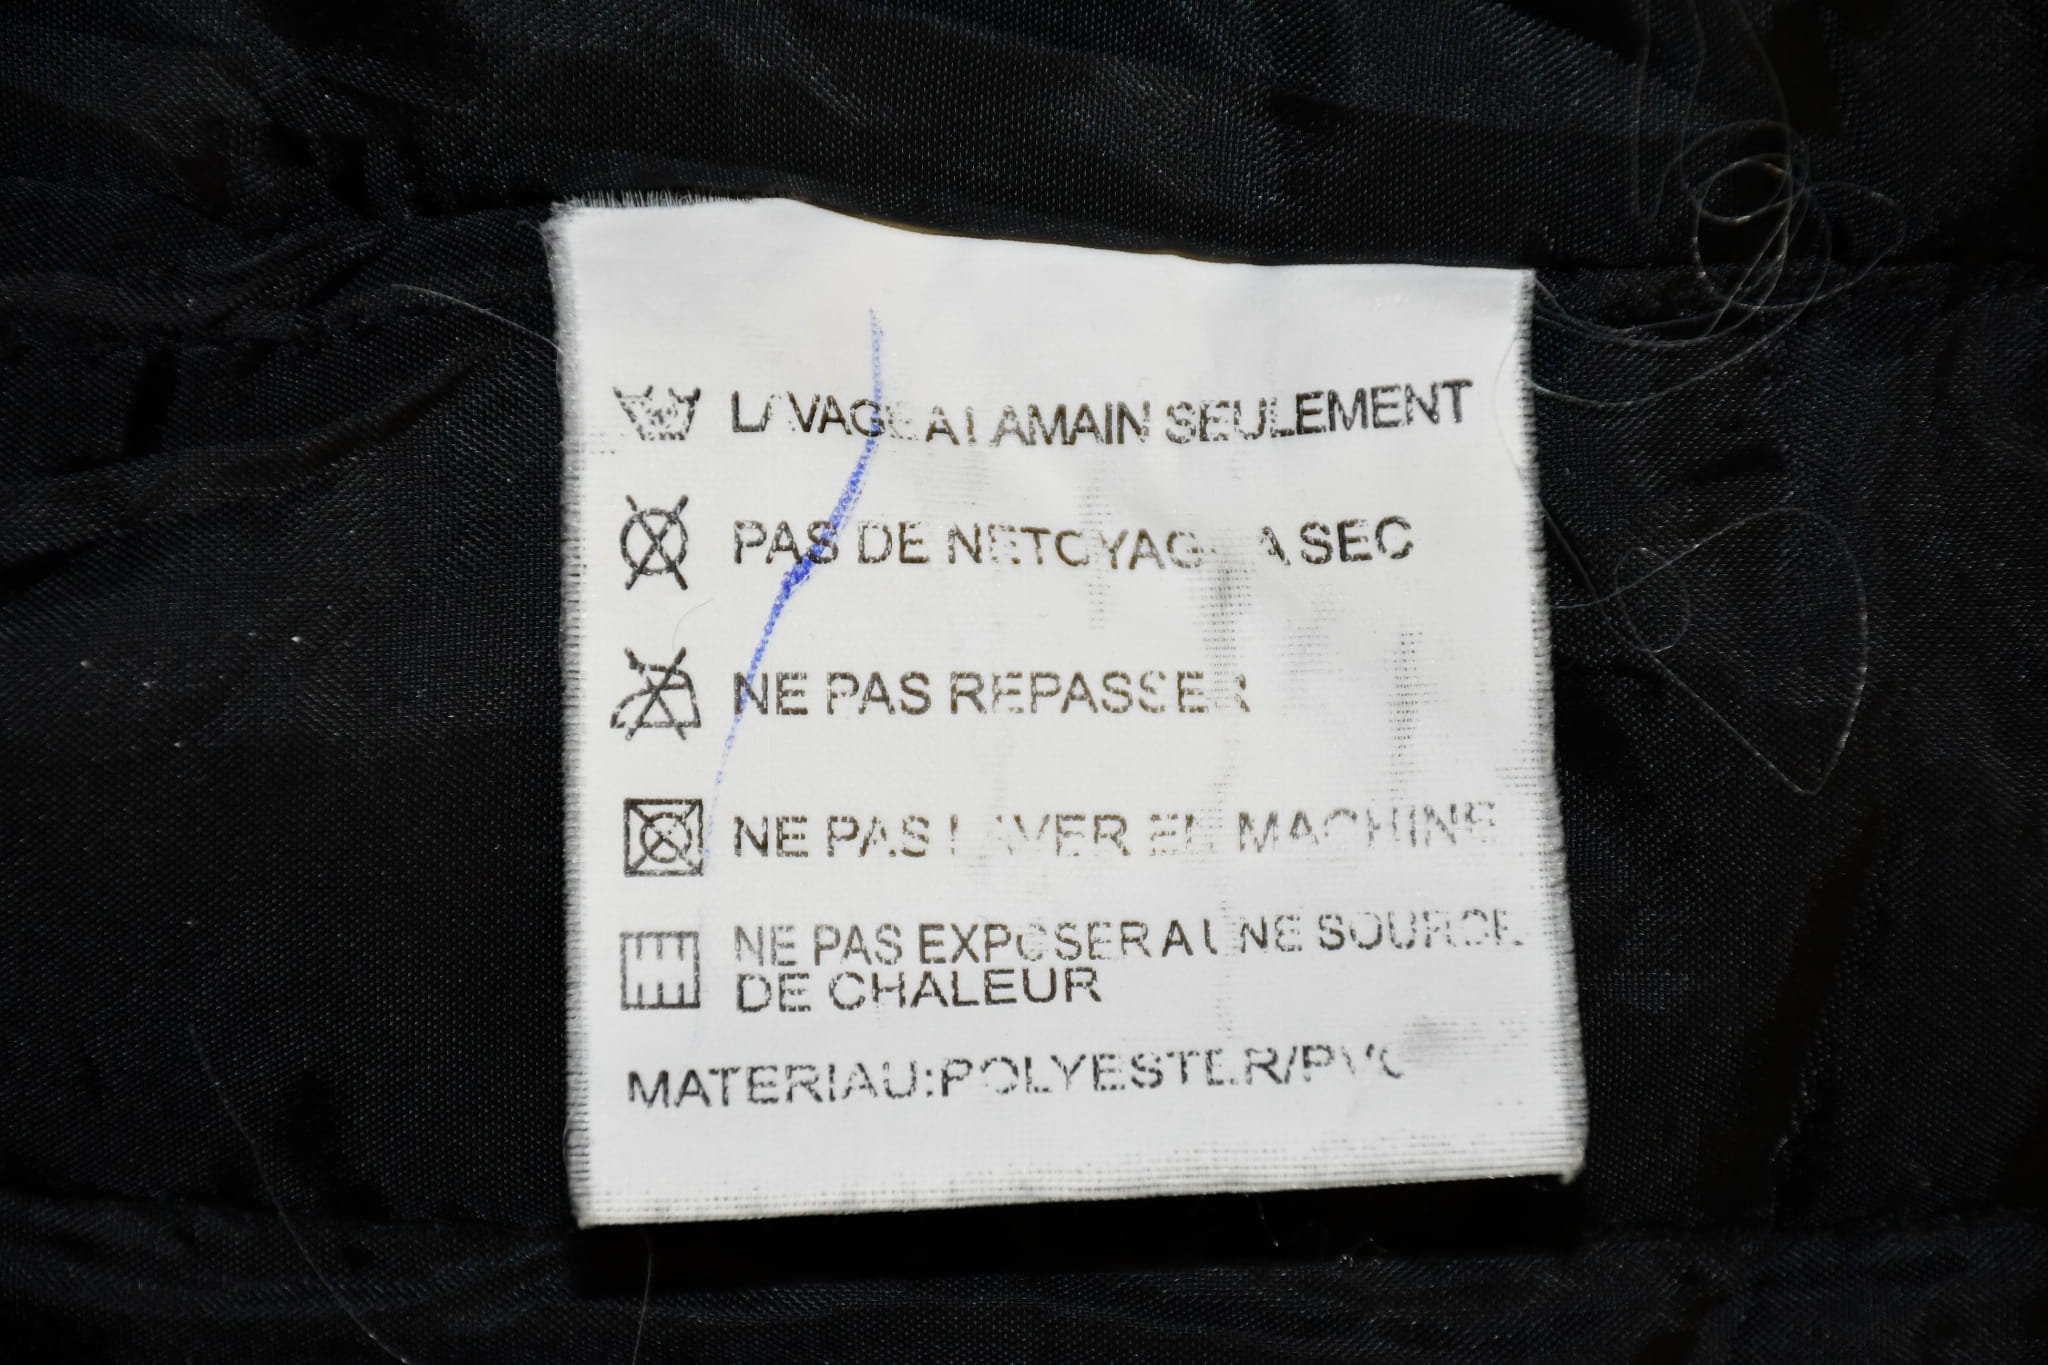 LAVAGE A LA MAIN SEULEMENT
PAS DE NETOYAGE A SEC
NE PAS REPASSER
NE PAS LAVER EN MACHINE
NE PAS EXPOSER A UNE SOURCE
DE CHALEUR
MATERIAU:POLYESTER/PVC